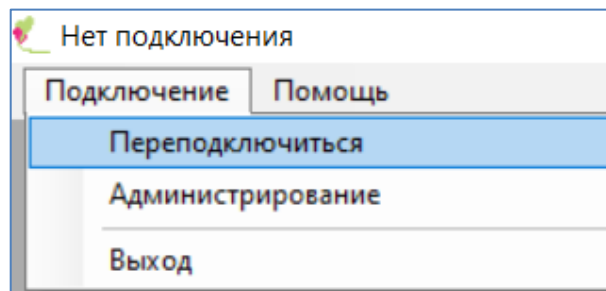 Нет подключения
Подключение Помощь
Переподключиться
Администрирование
Выход